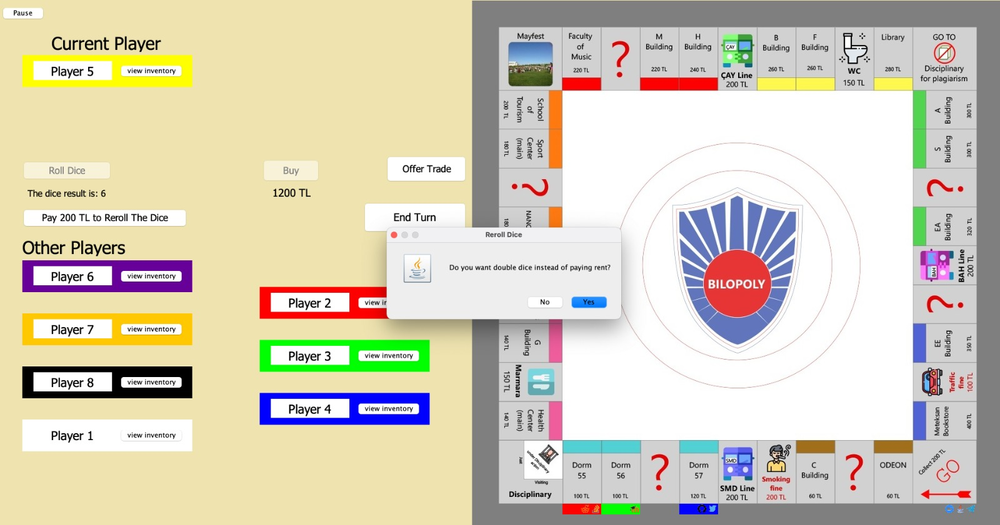 Pause
Current Player
Player 5
view inventory
Roll Dice
The dice result is: 6
Pay 200 TL to Reroll The Dice
Buy
1200 TL
Offer Trade
End Turn
Other Players
Player 6
view inventory
Player 7
view inventory
Player 8
view inventory
Player 1
view inventory
Player 2
Player 3
view inventory
Player 4
view inventory
Reroll Dice
Do you want double dice instead of paying rent?
No
Yes
Mayfest
Faculty
of
Music
220 TL
?
M
Building
220 TL
H
Building
240 TL
ÇAY
ÇAY Line
200 TL
B
Building
260 TL
F
Building
260 TL
WC
150 TL
Library
280 TL
GO TO
Disciplinary
for plagiarism
School
of
Tourism
200 TL
Sport
Center
(main)
180 TL
?
G
Building
140 TL
Marmara
150 TL
Health
Center
(main)
140 TL
A
Building
300 TL
S
Building
300 TL
?
EA
Building
320 TL
BAH
BAH Line
200 TL
?
EE
Building
350 TL
Traffic
fine
100 TL
Meteksan
Bookstore
400 TL
BILOPOLY
under Disciplinary
action
Just
Visiting
Disciplinary
Dorm
55
100 TL
Dorm
56
100 TL
?
Dorm
57
120 TL
SMD
SMD Line
200 TL
Smoking
fine
200 TL
C
Building
60 TL
?
ODEON
60 TL
Collect 200 TL
GO